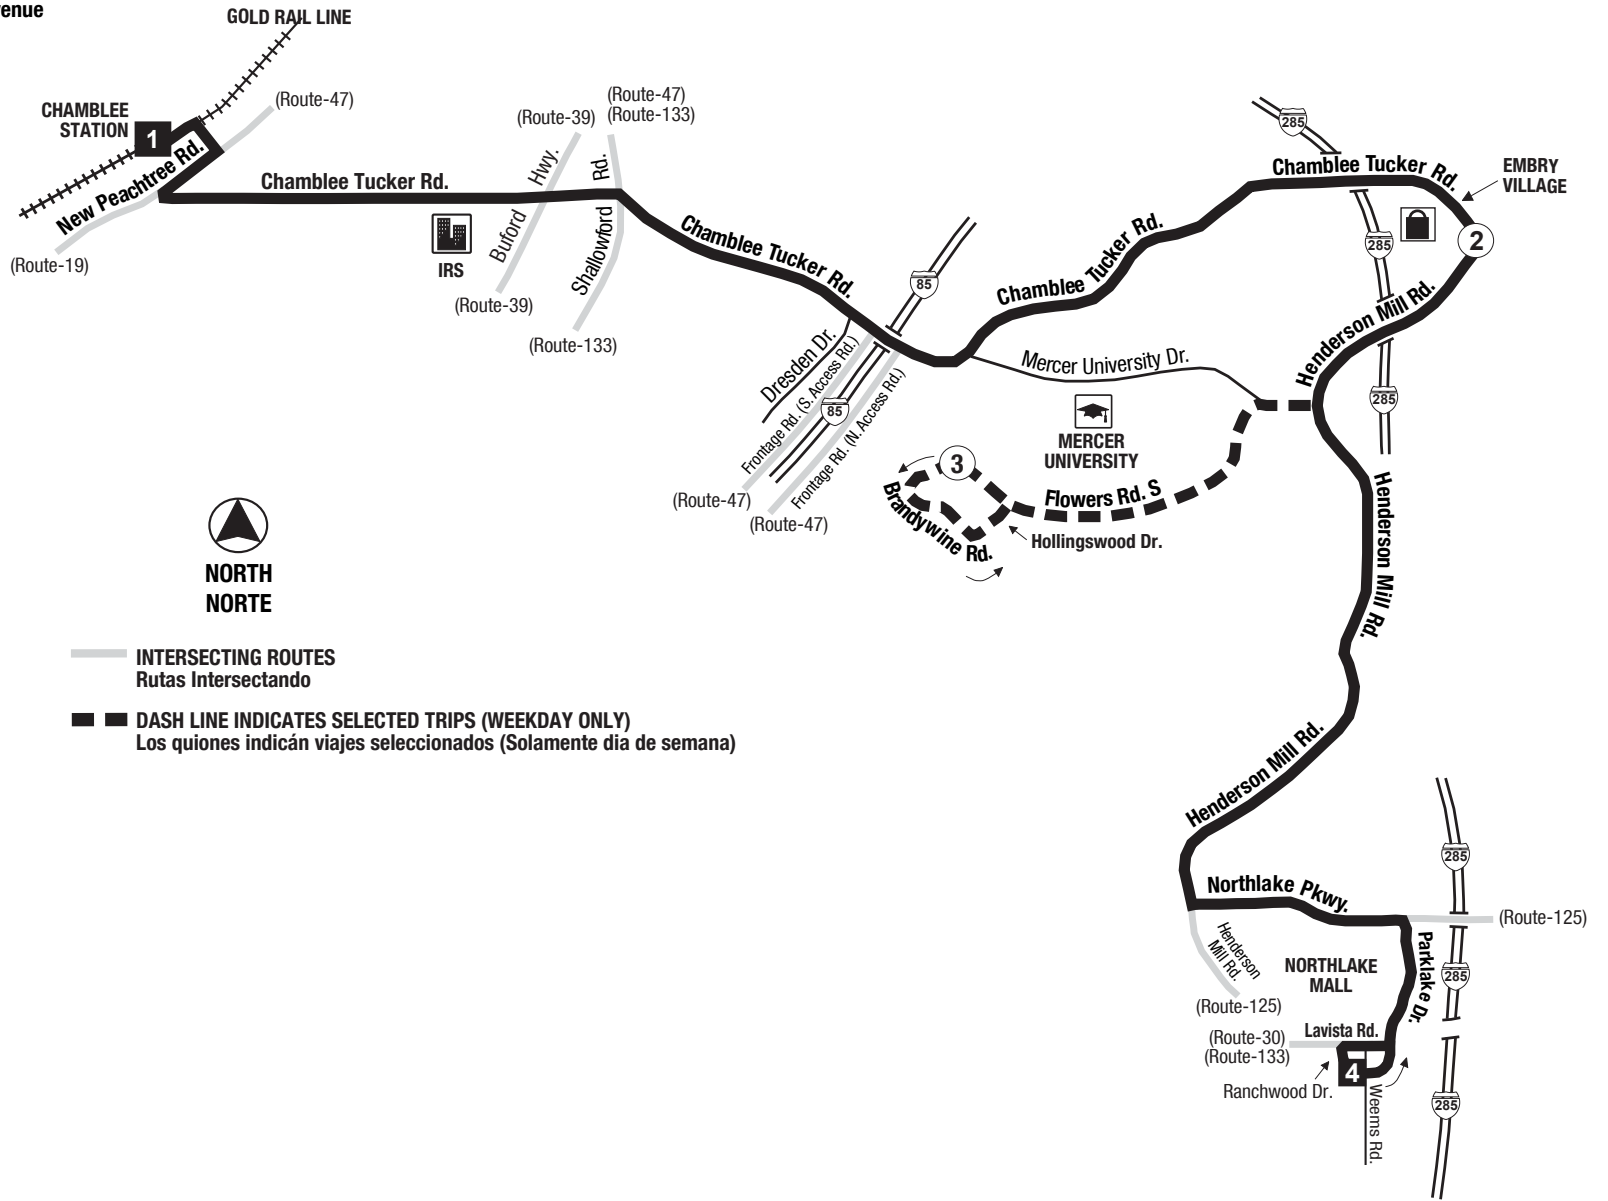 GOLD RAIL LINE
CHAMBLEE
STATION
1
(Route-47)
New Peachtree Rd.
(Route-19)
Chamblee Tucker Rd.
IRS
(Route-39)
Buford Hwy.
(Route-39)
(Route-47)
(Route-133)
Shallowford Rd.
(Route-133)
Chamblee Tucker Rd.
85
Dresden Dr.
Frontage Rd. (S. Access Rd.)
85
Frontage Rd. (N. Access Rd.)
(Route-47)
(Route-47)
Chamblee Tucker Rd.
285
Chamblee Tucker Rd.
EMBRY
VILLAGE
285
2
Henderson Mill Rd.
285
Mercer University Dr.
MERCER
UNIVERSITY
3
Brandywine Rd.
Flowers Rd. S
Hollingswood Dr.
Henderson Mill Rd.
NORTH
NORTE
INTERSECTING ROUTES
Rutas Intersectando
DASH LINE INDICATES SELECTED TRIPS (WEEKDAY ONLY)
Los quiones indicán viajes seleccionados (Solamente dia de semana)
Henderson Mill Rd.
285
Northlake Pkwy.
(Route-125)
Henderson
Mill Rd.
(Route-125)
NORTHLAKE
MALL
Parklake Dr.
285
Lavista Rd.
(Route-30)
(Route-133)
4
Ranchwood Dr.
Weems Rd.
285